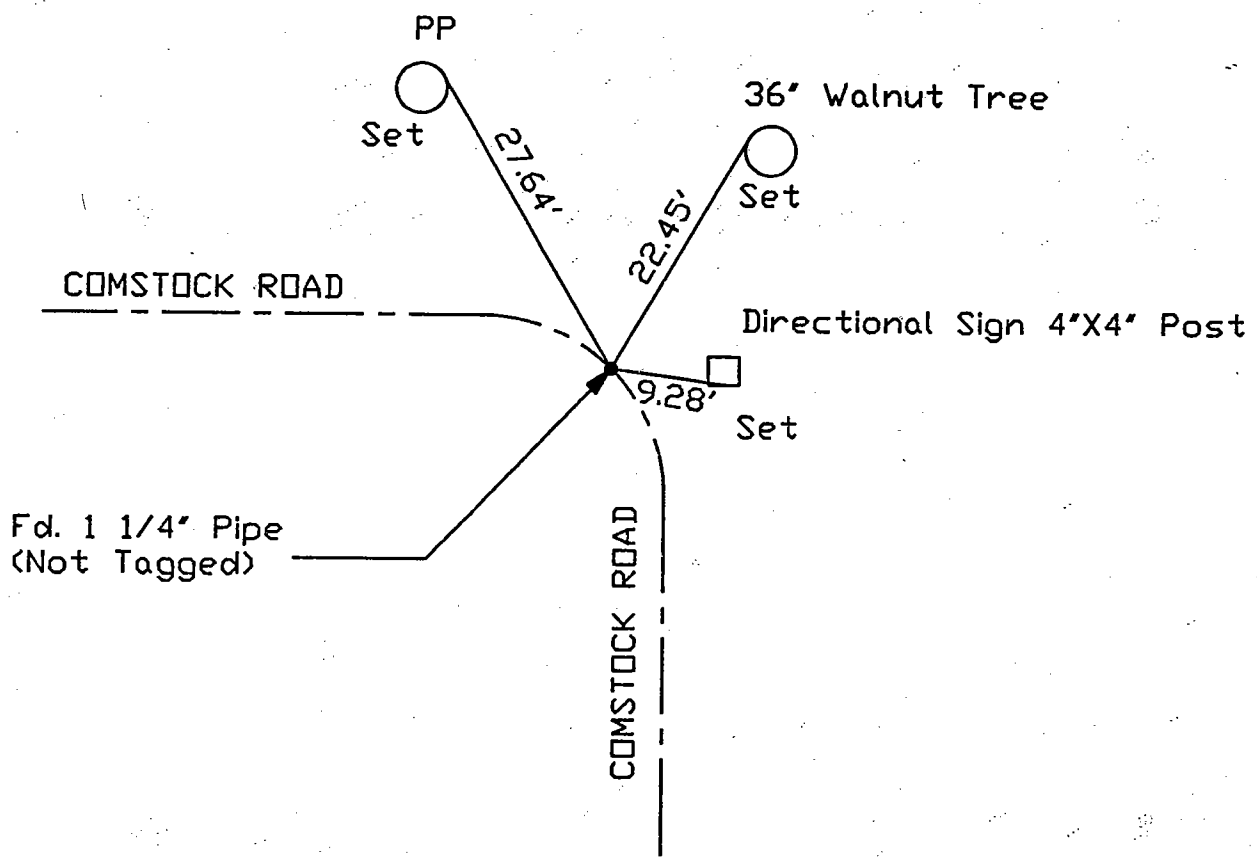 PP
36" Walnut Tree
Set
Set
27.64'
22.45'
COMSTOCK ROAD
Directional Sign 4"X4" Post
9.28'
Set
Fd. 1 1/4" Pipe
(Not Tagged)
COMSTOCK ROAD